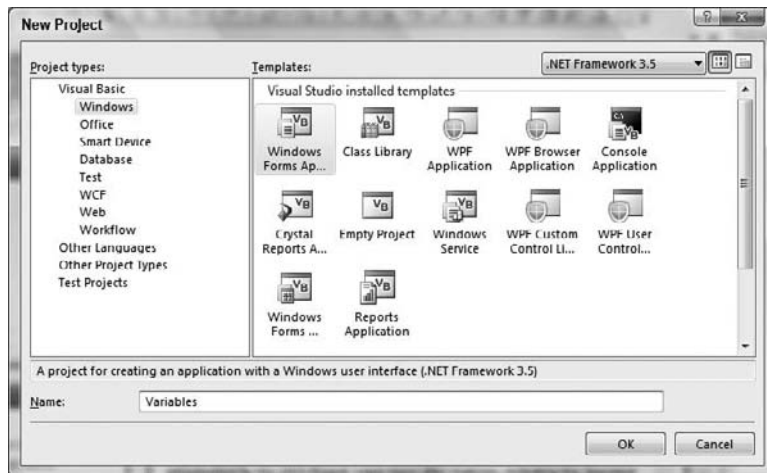 New Project
Project types:
Templates:
.NET Framework 3.5
Visual Basic
Windows
Office
Smart Device
Database
Test
WCF
Web
Workflow
Other Languages
Other Project Types
Test Projects
Visual Studio installed templates
Windows Forms Ap...
Class Library
WPF Application
WPF Browser Application
Console Application
Crystal Reports A...
Empty Project
Windows Service
WPF Custom Control Li...
WPF User Control...
Windows Forms ...
Reports Application
A project for creating an application with a Windows user interface (.NET Framework 3.5)
Name:
Variables
OK
Cancel